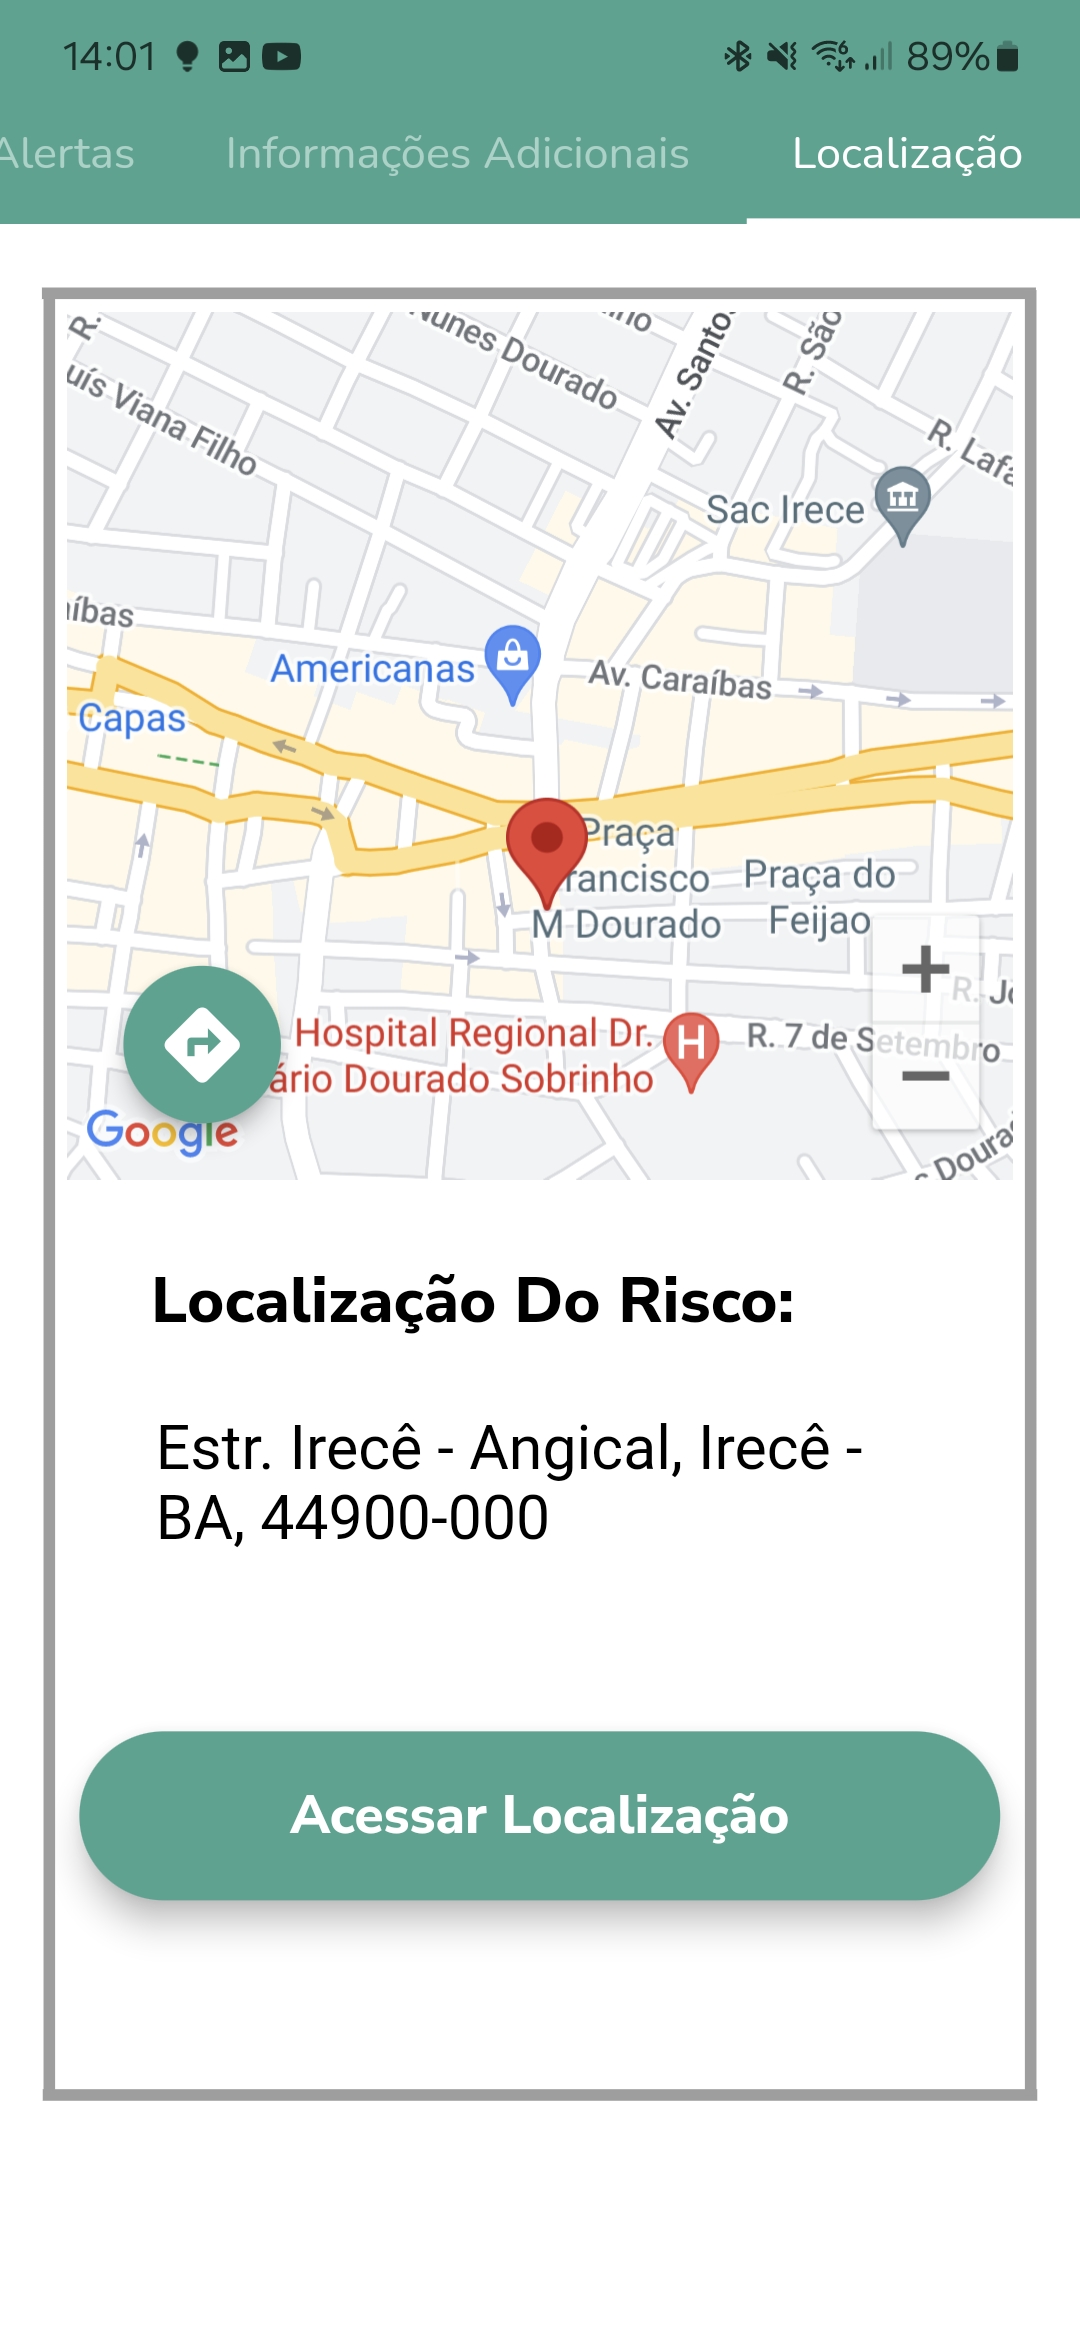 14:01
89%
Alertas
Informações Adicionais
Localização
R.
Nunes Dourado
Av. Santos
R. São
uís Viana Filho
R. Lafa
Sac Irece
íbas
Americanas
Av. Caraíbas
Capas
Praça
rancisco
M Dourado
Praça do
Feijao
R. Jo
Hospital Regional Dr.
ário Dourado Sobrinho
R. 7 de Setembro
Google
Doura
Localização Do Risco:
Estr. Irecê - Angical, Irecê -
BA, 44900-000
Acessar Localização